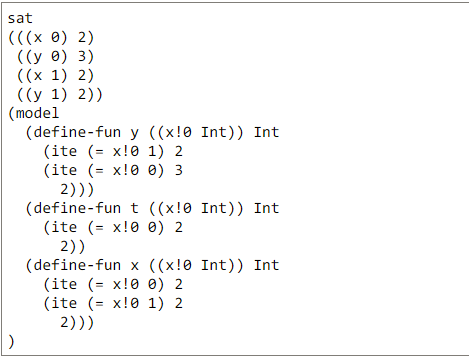 sat
(((x 0) 2)
 ((y 0) 3)
 ((x 1) 2)
 ((y 1) 2))
(model
  (define-fun y ((x!0 Int)) Int
    (ite (= x!0 1) 2
    (ite (= x!0 0) 3
      2)))
  (define-fun t ((x!0 Int)) Int
    (ite (= x!0 0) 2
      2))
  (define-fun x ((x!0 Int)) Int
    (ite (= x!0 0) 2
    (ite (= x!0 1) 2
      2)))
)